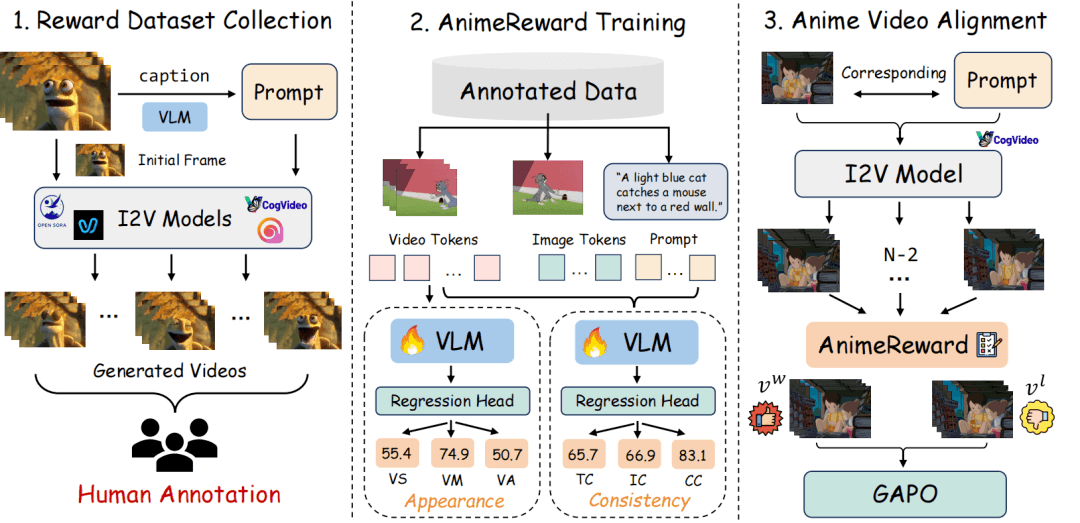 1. Reward Dataset Collection
caption
VLM
Prompt
Initial Frame
OPEN SORA
I2V Models
CogVideo
...
...
Generated Videos
Human Annotation
2. AnimeReward Training
Annotated Data
"A light blue cat
catches a mouse
next to a red wall."
Video Tokens
Image Tokens
Prompt
...
...
...
VLM
Regression Head
55.4
74.9
50.7
VS
VM
VA
Appearance
VLM
Regression Head
65.7
66.9
83.1
TC
IC
CC
Consistency
3. Anime Video Alignment
Corresponding
Prompt
CogVideo
I2V Model
N-2
...
AnimeReward
v^w
v^l
GAPO